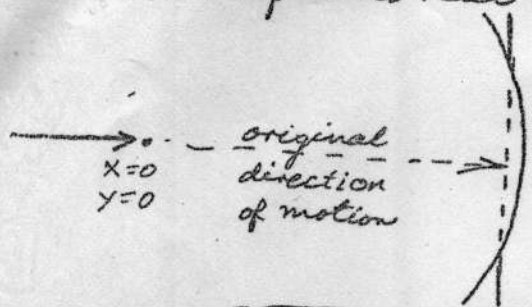 original
x=0
direction
y=0
of motion